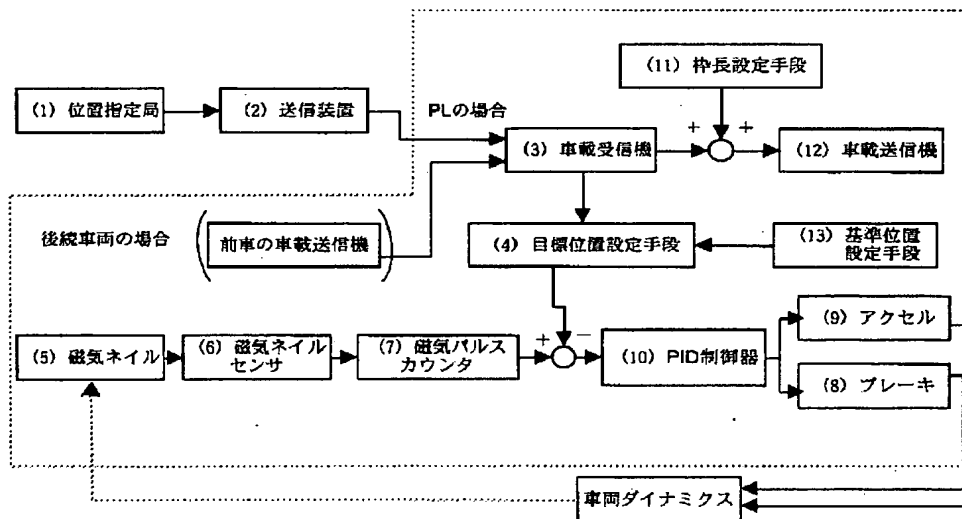 (11) 枠長設定手段
(1) 位置指定局
(2) 送信装置
PLの場合
+
+
(3) 車載受信機
(12) 車載送信機
後続車両の場合
前車の車載送信機
(4) 目標位置設定手段
(13) 基準位置
設定手段
(9) アクセル
+
−
(5) 磁気ネイル
(6) 磁気ネイル
センサ
(7) 磁気パルス
カウンタ
(10) PID制御器
(8) ブレーキ
車両ダイナミクス